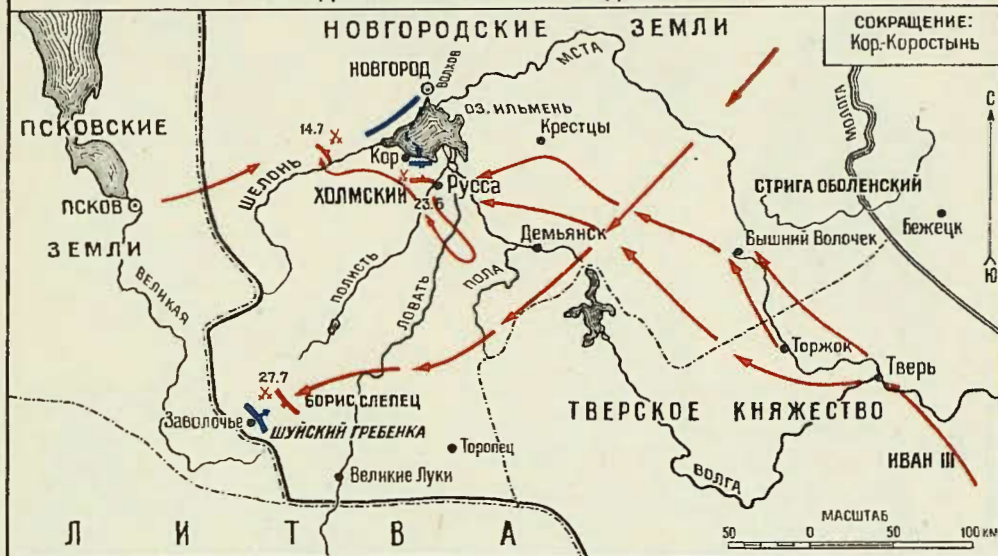 НОВГОРОДСКИЕ ЗЕМЛИ
СОКРАЩЕНИЕ:
Кор.-Коростынь
НОВГОРОД
ВОЛХОВ
МСТА
ОЗ. ИЛЬМЕНЬ
МОЛОГА
С
ПСКОВСКИЕ
14.7
Кор
Крестцы
ШЕЛОНЬ
ХОЛМСКИЙ
Русса
23.6
СТРИГА ОБОЛЕНСКИЙ
ПСКОВ
Бежецк
ЗЕМЛИ
Демьянск
Вышний Волочек
Ю
ВЕЛИКАЯ
ПОЛИСТЬ
ЛОВАТЬ
ПОЛА
Торжок
Тверь
27.7
БОРИС СЛЕПЕЦ
ТВЕРСКОЕ КНЯЖЕСТВО
Заволочье
ШУЙСКИЙ ГРЕБЕНКА
Торопец
ИВАН III
Великие Луки
ВОЛГА
МАСШТАБ
ЛИТВА
50 0 50 100 КМ